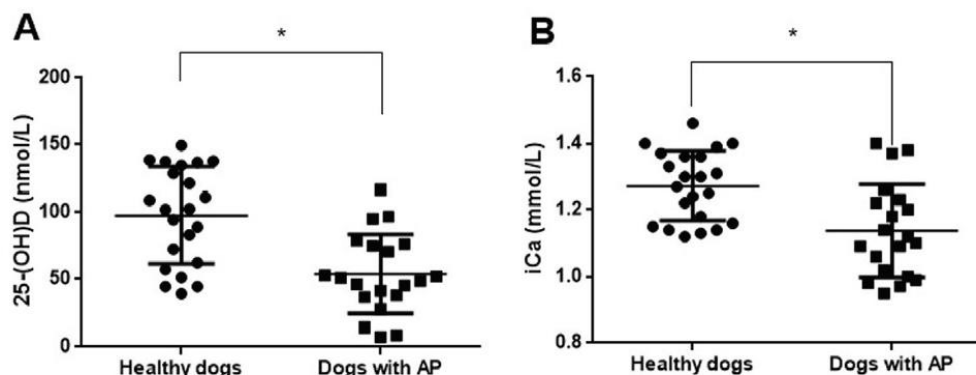 A
*
25-(OH)D (nmol/L)
200
150
100
50
0
Healthy dogs
Dogs with AP
B
*
iCa (mmol/L)
1.6
1.4
1.2
1.0
0.8
Healthy dogs
Dogs with AP